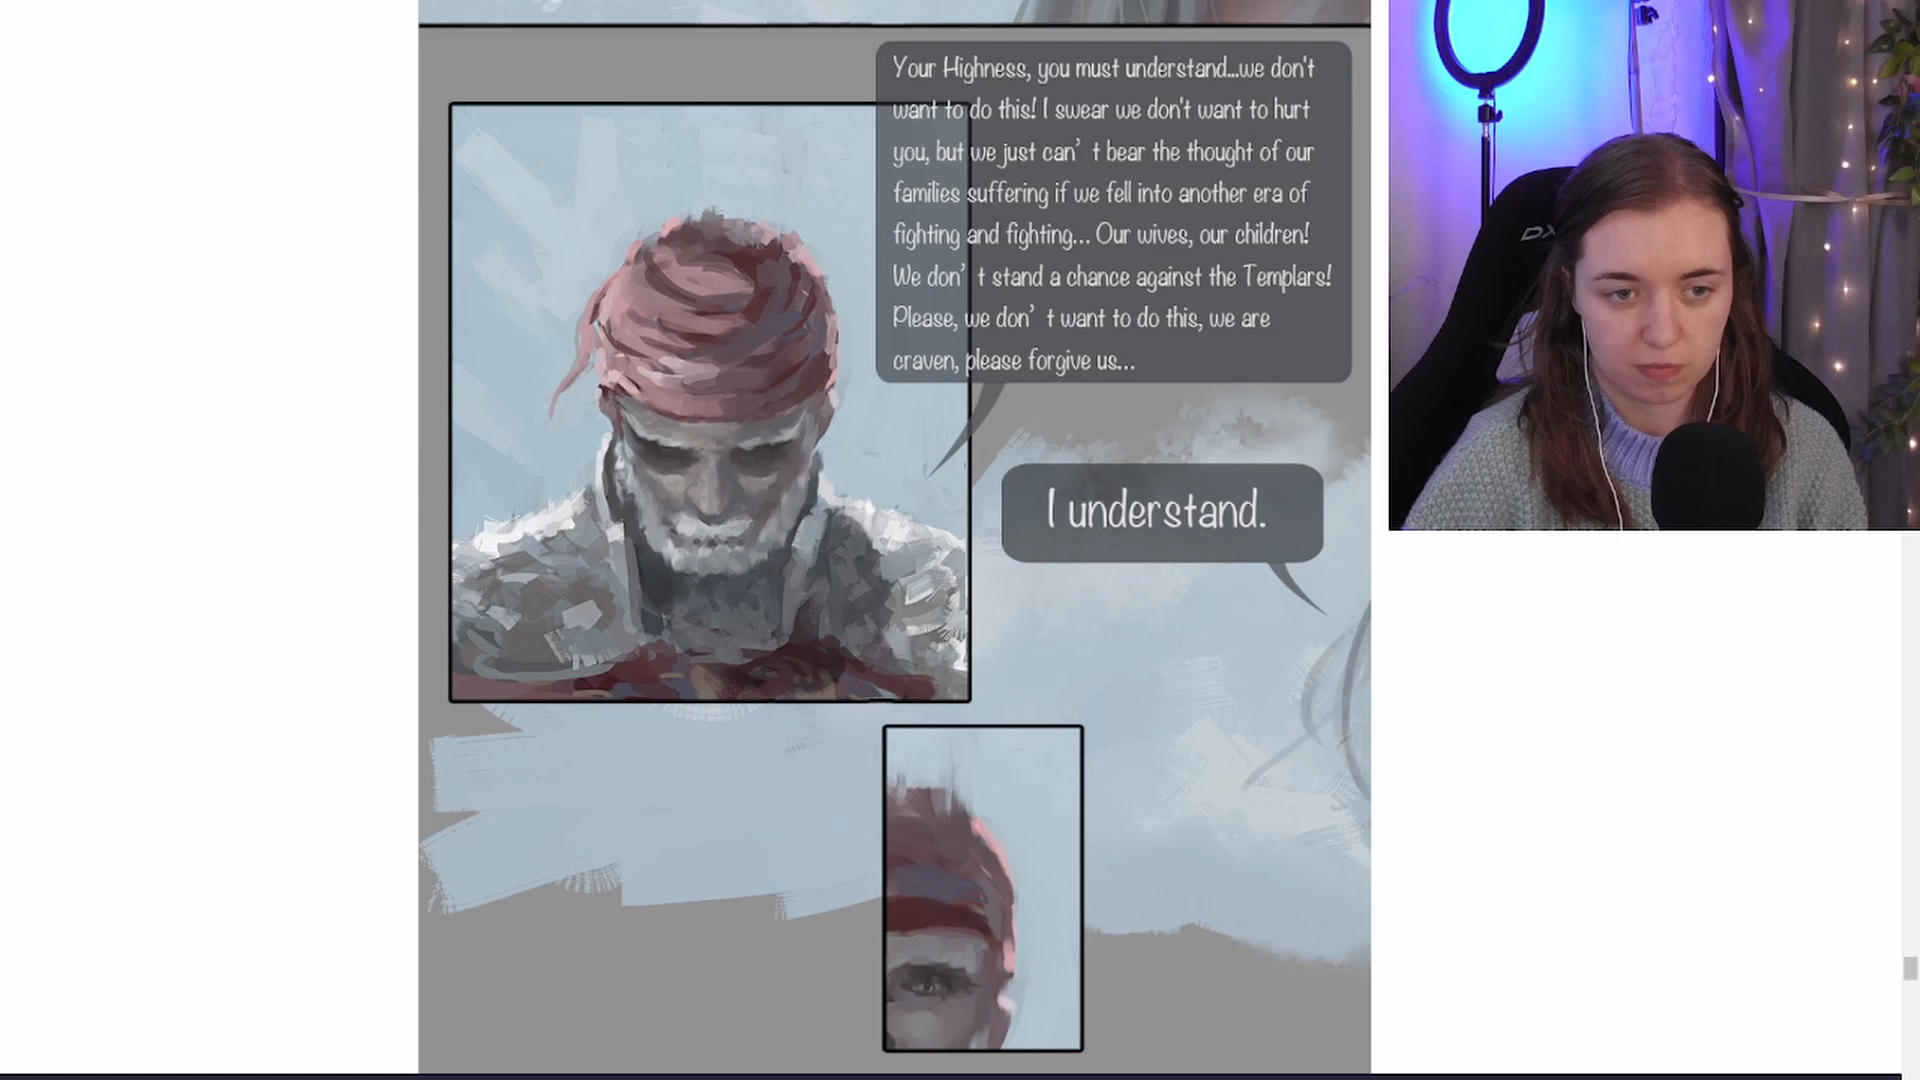 Your Highness, you must understand...we don't
want to do this! I swear we don't want to hurt
you, but we just can’t bear the thought of our
families suffering if we fell into another era of
fighting and fighting... Our wives, our children!
We don’t stand a chance against the Templars!
Please, we don’t want to do this, we are
craven, please forgive us...
I understand.
DX